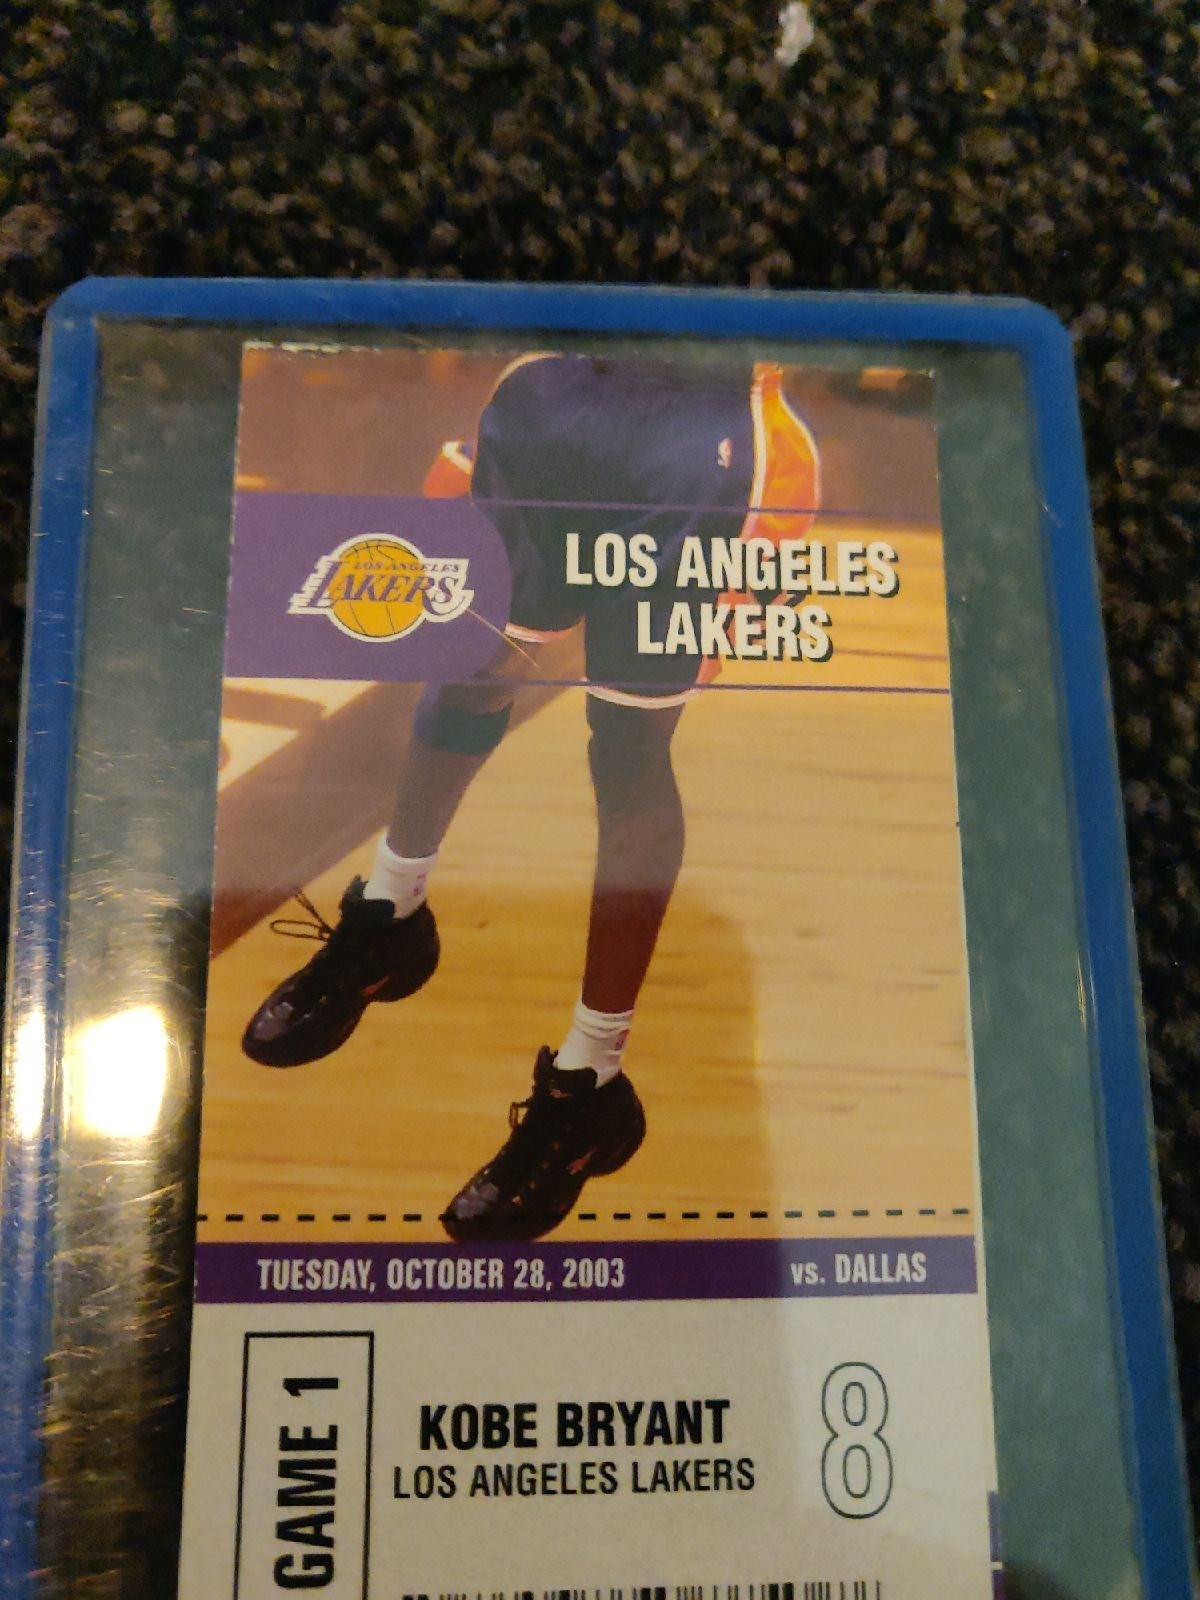 LOS ANGELES
LAKERS
LOS ANGELES
LAKERS
TUESDAY, OCTOBER 28, 2003
vs. DALLAS
GAME 1
KOBE BRYANT
LOS ANGELES LAKERS
8